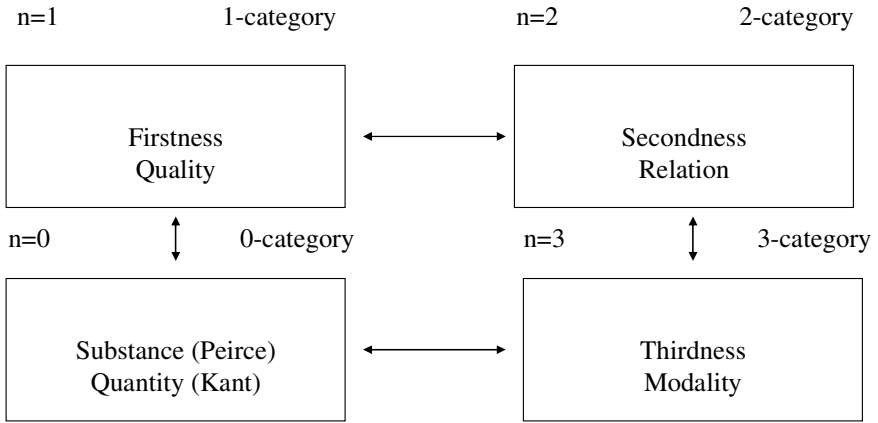 n=1 1-category n=2 2-category
Firstness
Quality
Secondness
Relation
n=0 0-category n=3 3-category
Substance (Peirce)
Quantity (Kant)
Thirdness
Modality